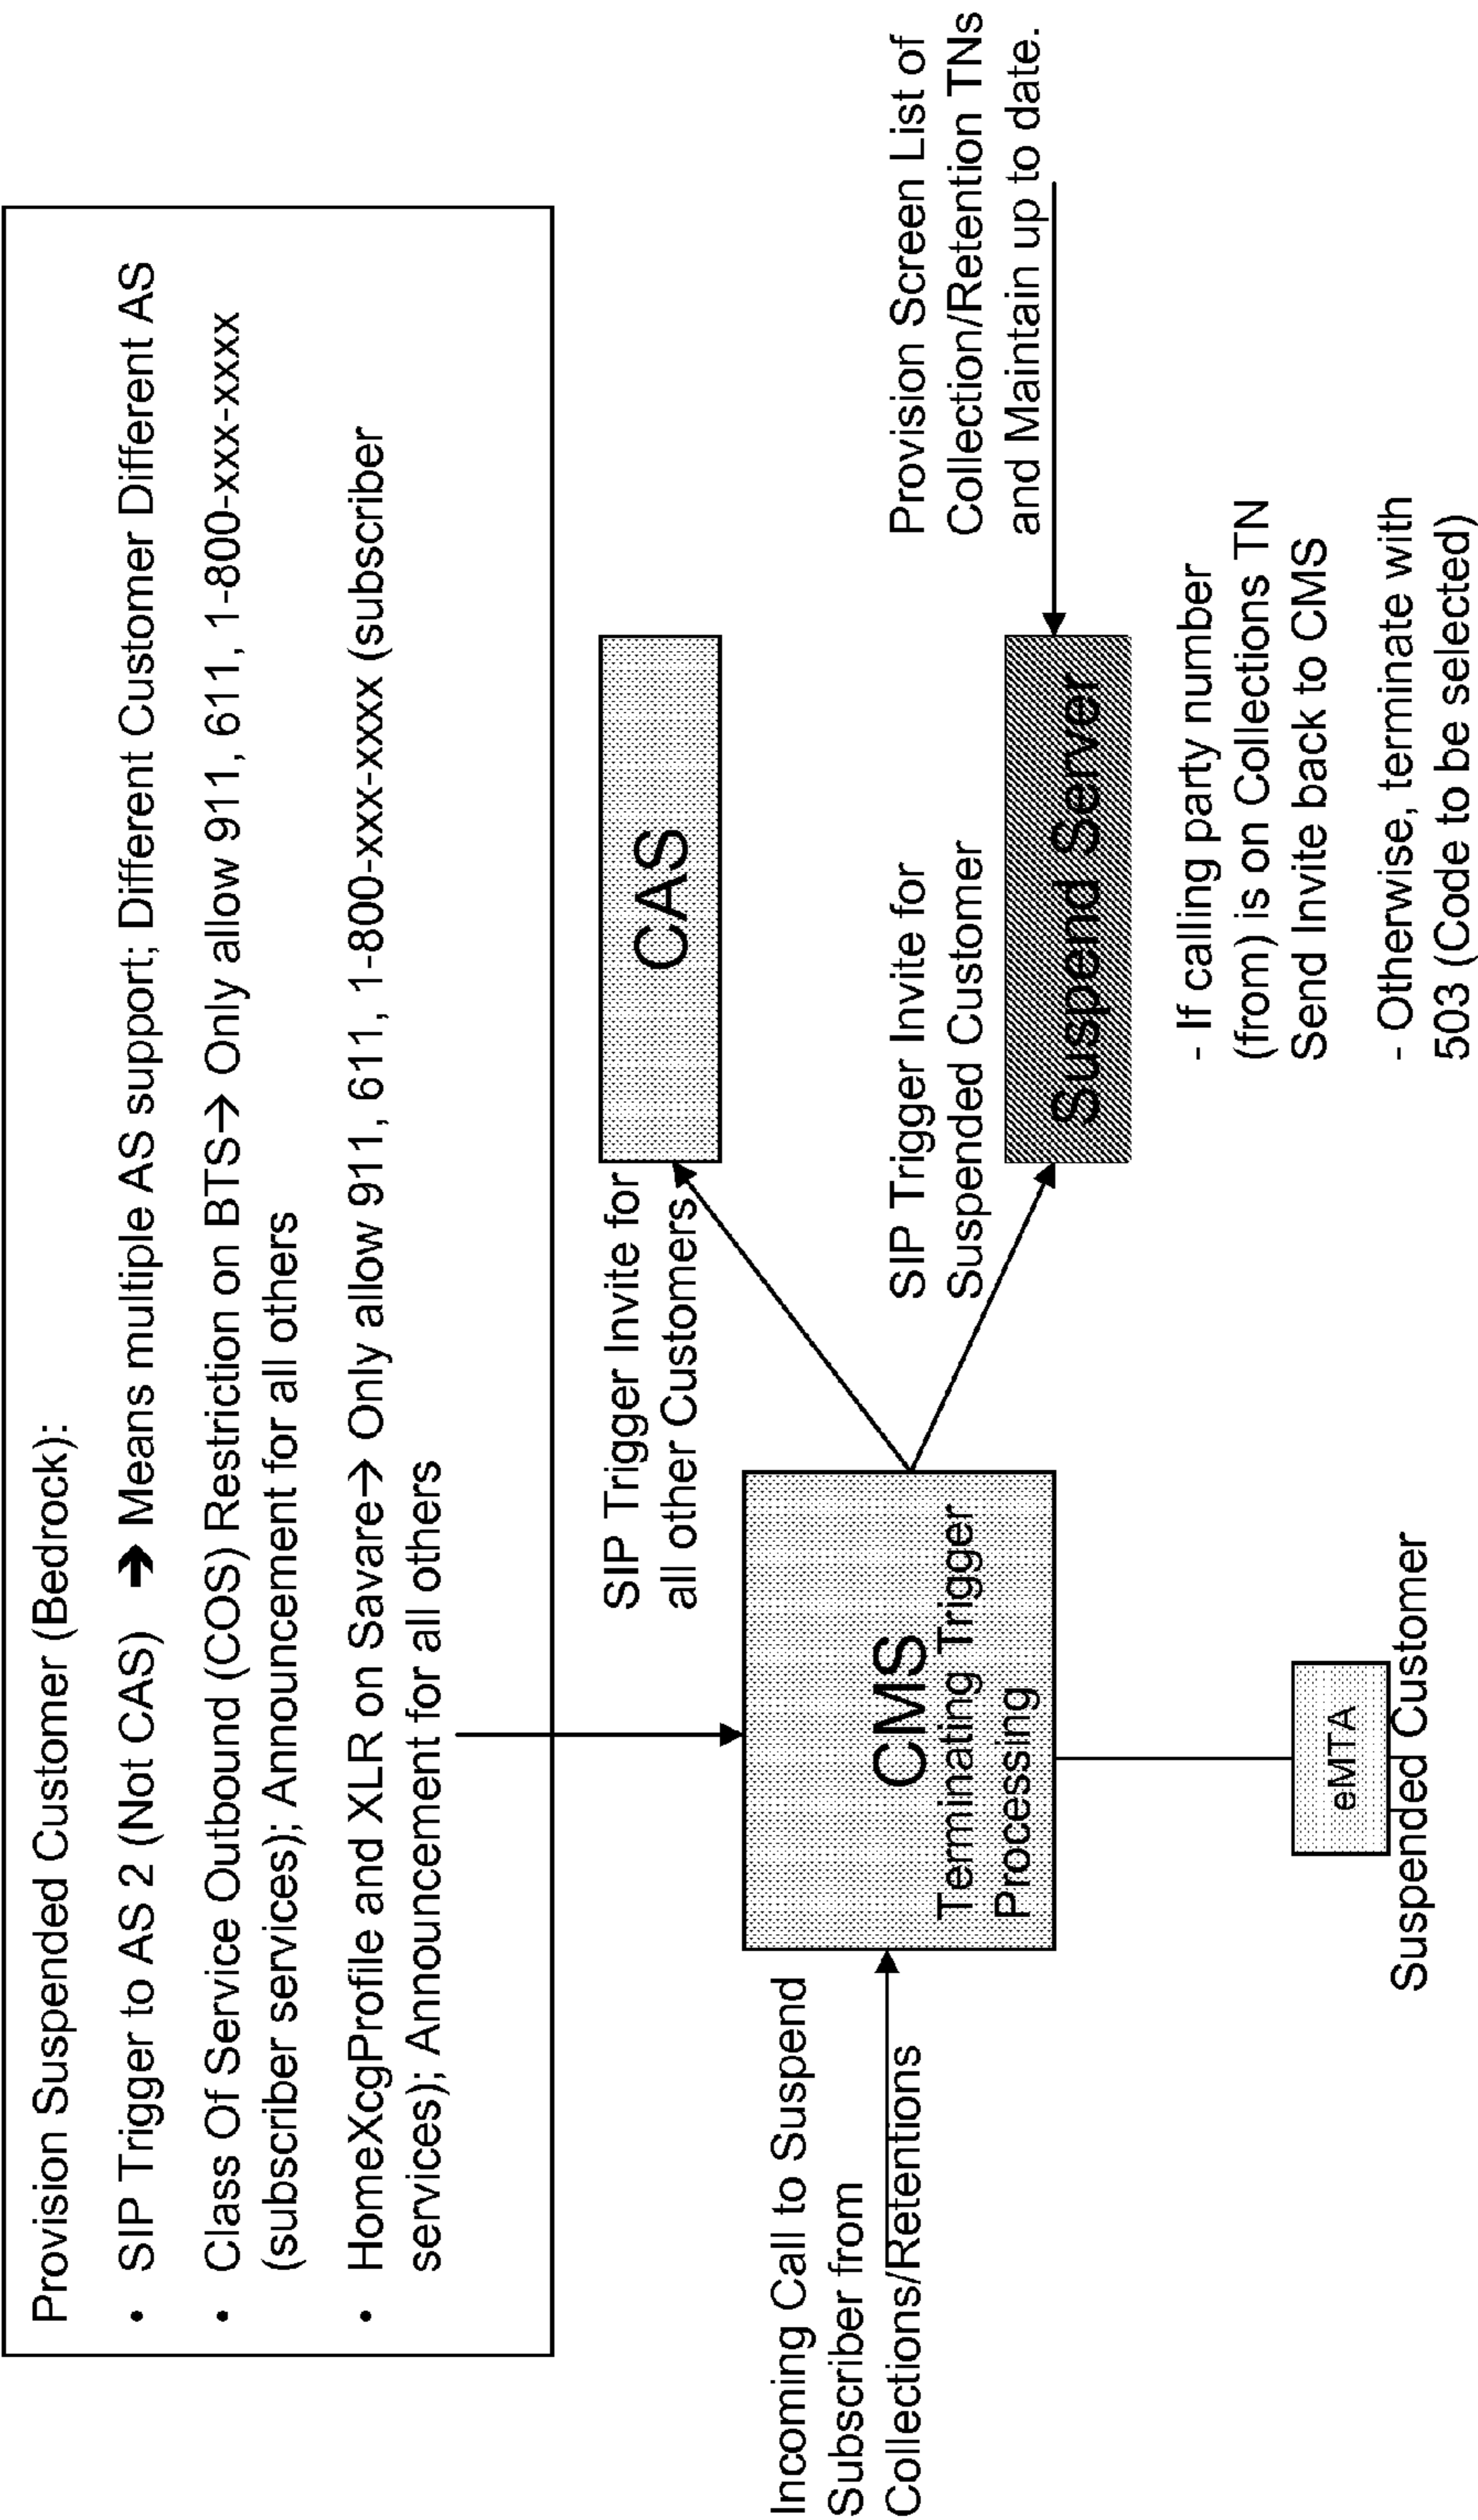 Provision Suspended Customer (Bedrock):
• SIP Trigger to AS 2 (Not CAS) ➔ Means multiple AS support; Different Customer Different AS
• Class Of Service Outbound (COS) Restriction on BTS→ Only allow 911, 611, 1-800-xxx-xxxx
(subscriber services); Announcement for all others
• HomeXcgProfile and XLR on Savare→ Only allow 911, 611, 1-800-xxx-xxxx (subscriber
services); Announcement for all others
SIP Trigger Invite for
all other Customers
CAS
Incoming Call to Suspend
Subscriber from
Collections/Retentions
CMS
Terminating Trigger
Processing
SIP Trigger Invite for
Suspended Customer
Suspend Server
Provision Screen List of
Collection/Retention TNs
and Maintain up to date.
- If calling party number
(from) is on Collections TN
Send Invite back to CMS
- Otherwise, terminate with
503 (Code to be selected)
eMTA
Suspended Customer